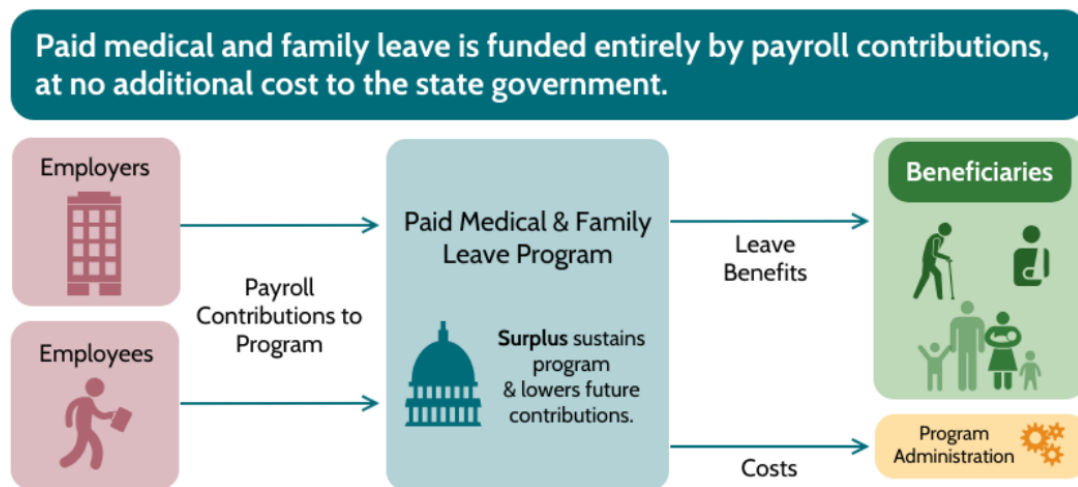 Paid medical and family leave is funded entirely by payroll contributions,
at no additional cost to the state government.
Employers
Employees
Payroll
Contributions to
Program
Paid Medical & Family
Leave Program
Surplus sustains
program
& lowers future
contributions.
Leave
Benefits
Costs
Beneficiaries
Program
Administration